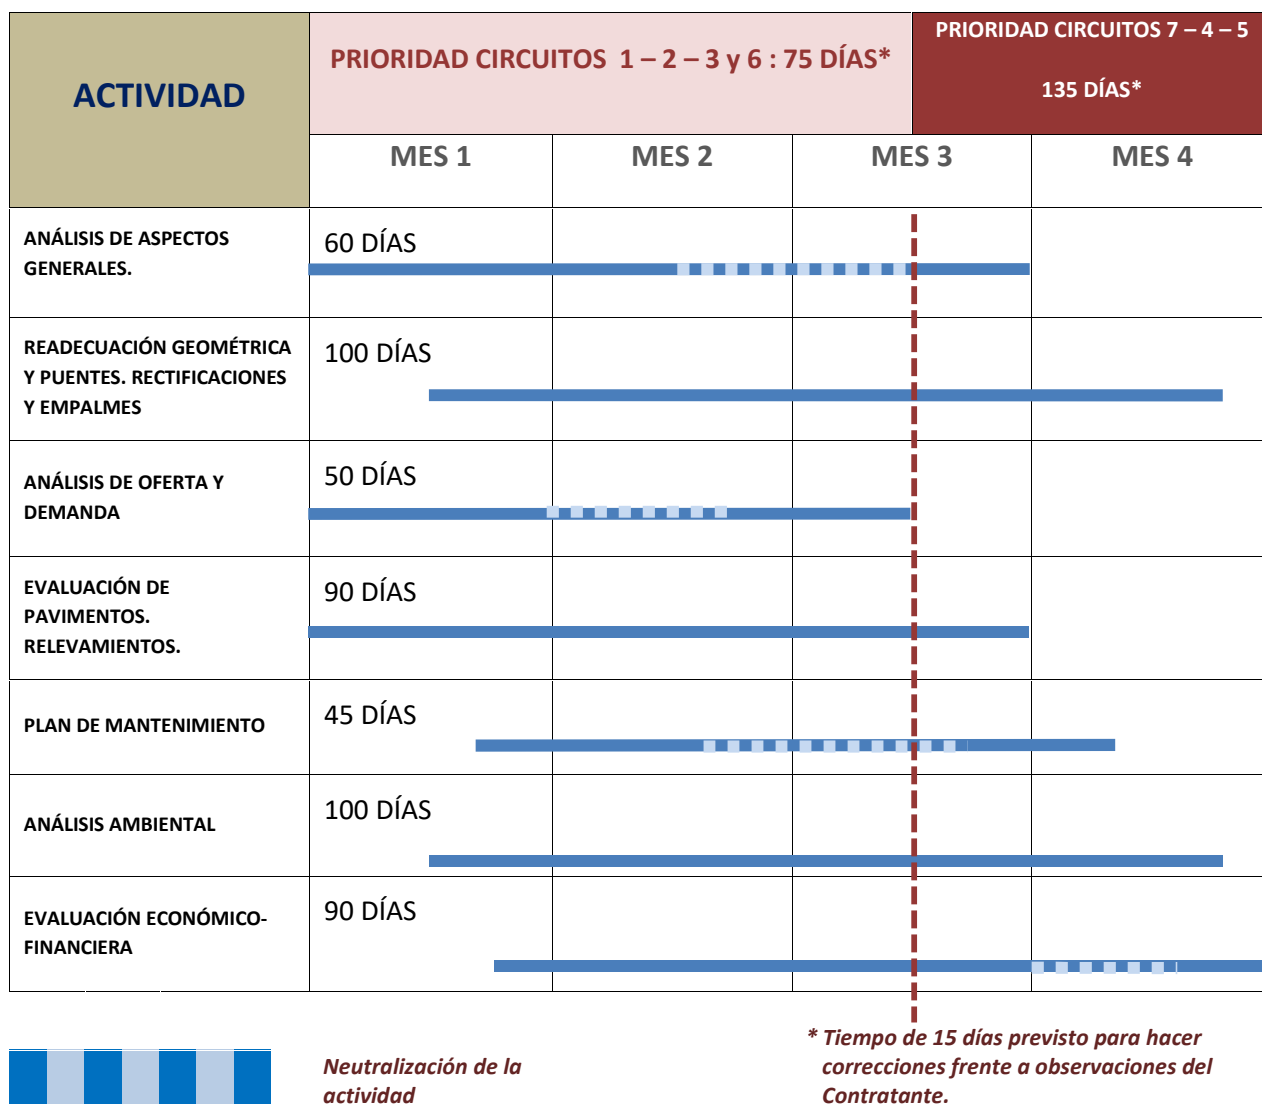 ACTIVIDAD
PRIORIDAD CIRCUITOS 1 – 2 – 3 y 6 : 75 DÍAS*
PRIORIDAD CIRCUITOS 7 – 4 – 5
135 DÍAS*
MES 1
MES 2
MES 3
MES 4
ANÁLISIS DE ASPECTOS
GENERALES.
60 DÍAS
READECUACIÓN GEOMÉTRICA
Y PUENTES. RECTIFICACIONES
Y EMPALMES
100 DÍAS
ANÁLISIS DE OFERTA Y
DEMANDA
50 DÍAS
EVALUACIÓN DE
PAVIMENTOS.
RELEVAMIENTOS.
90 DÍAS
PLAN DE MANTENIMIENTO
45 DÍAS
ANÁLISIS AMBIENTAL
100 DÍAS
EVALUACIÓN ECONÓMICO-
FINANCIERA
90 DÍAS
Neutralización de la
actividad
* Tiempo de 15 días previsto para hacer
correcciones frente a observaciones del
Contratante.